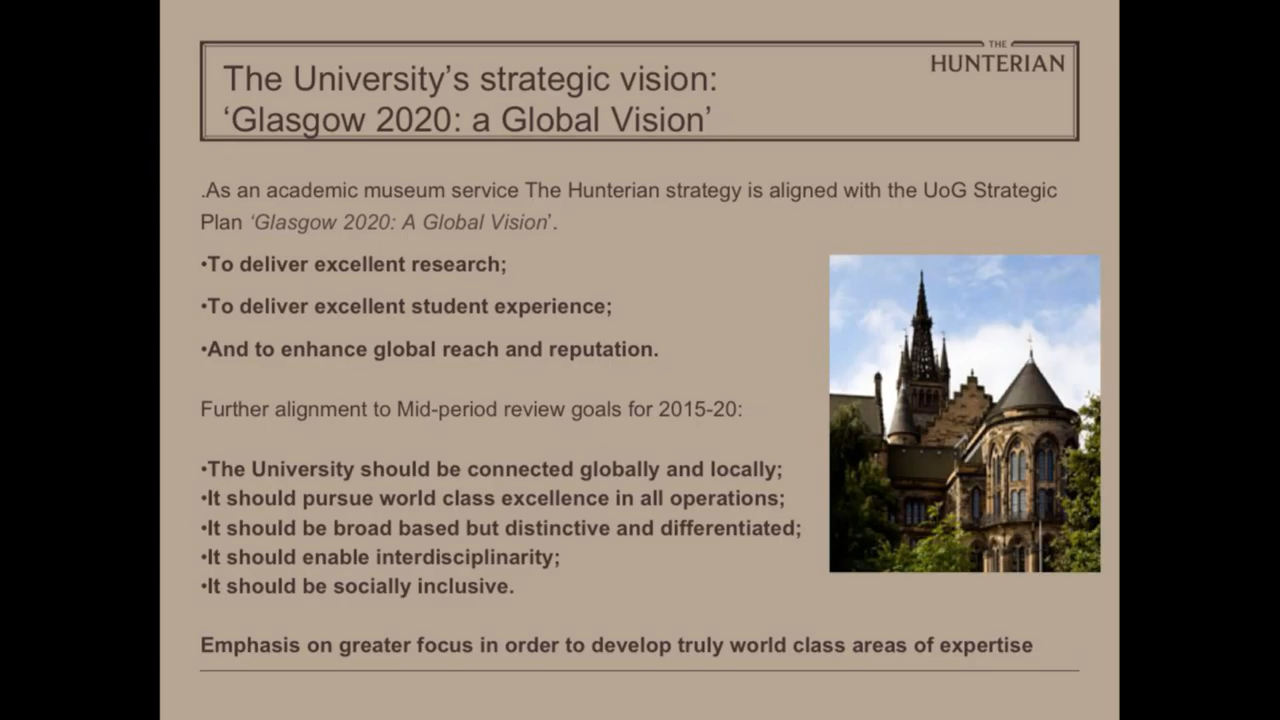 The University’s strategic vision:
‘Glasgow 2020: a Global Vision’
THE
HUNTERIAN
.As an academic museum service The Hunterian strategy is aligned with the UoG Strategic
Plan ‘Glasgow 2020: A Global Vision’.
•To deliver excellent research;
•To deliver excellent student experience;
•And to enhance global reach and reputation.
Further alignment to Mid-period review goals for 2015-20:
•The University should be connected globally and locally;
•It should pursue world class excellence in all operations;
•It should be broad based but distinctive and differentiated;
•It should enable interdisciplinarity;
•It should be socially inclusive.
Emphasis on greater focus in order to develop truly world class areas of expertise